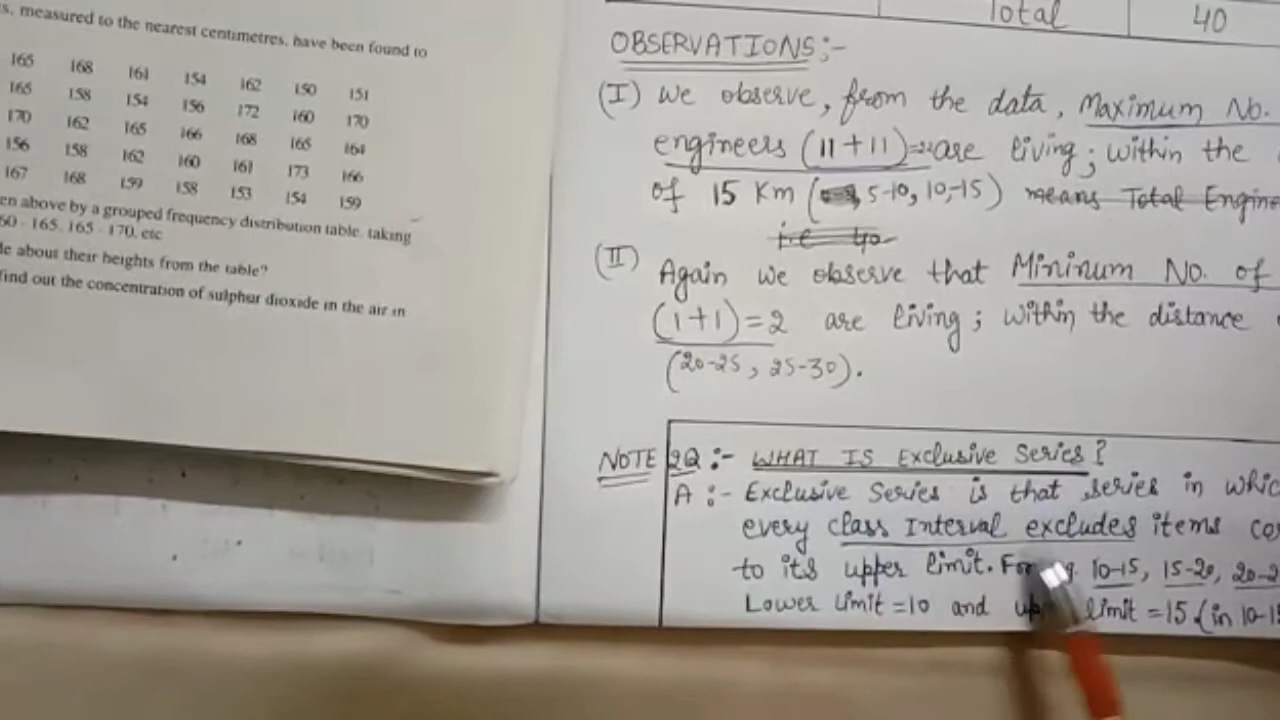 s, measured to the nearest centimetres, have been found to
165 168 161 154 162 150 151
165 158 154 156 172 160 170
170 162 165 166 168 165 164
156 158 162 160 161 173 166
167 168 159 158 153 154 159
en above by a grouped frequency distribution table, taking
60 - 165, 165 - 170, etc
le about their heights from the table?
find out the concentration of sulphur dioxide in the air in
Total 40
OBSERVATIONS :-
(I) We observe, from the data, Maximum No.
engineers (11+11)=22 are living; within the
of 15 Km ( 5-10, 10-15) means Total Engine
i.e 40
(II) Again we observe that Mininum No. of
(1+1)=2 are living; within the distance
(20-25, 25-30).
NOTE 2Q :- WHAT IS Exclusive Series?
A :- Exclusive Series is that series in whic
every class Interval excludes items co
to its upper limit. For 10-15, 15-20, 20-2
Lower limit =10 and upp limit =15 (in 10-1